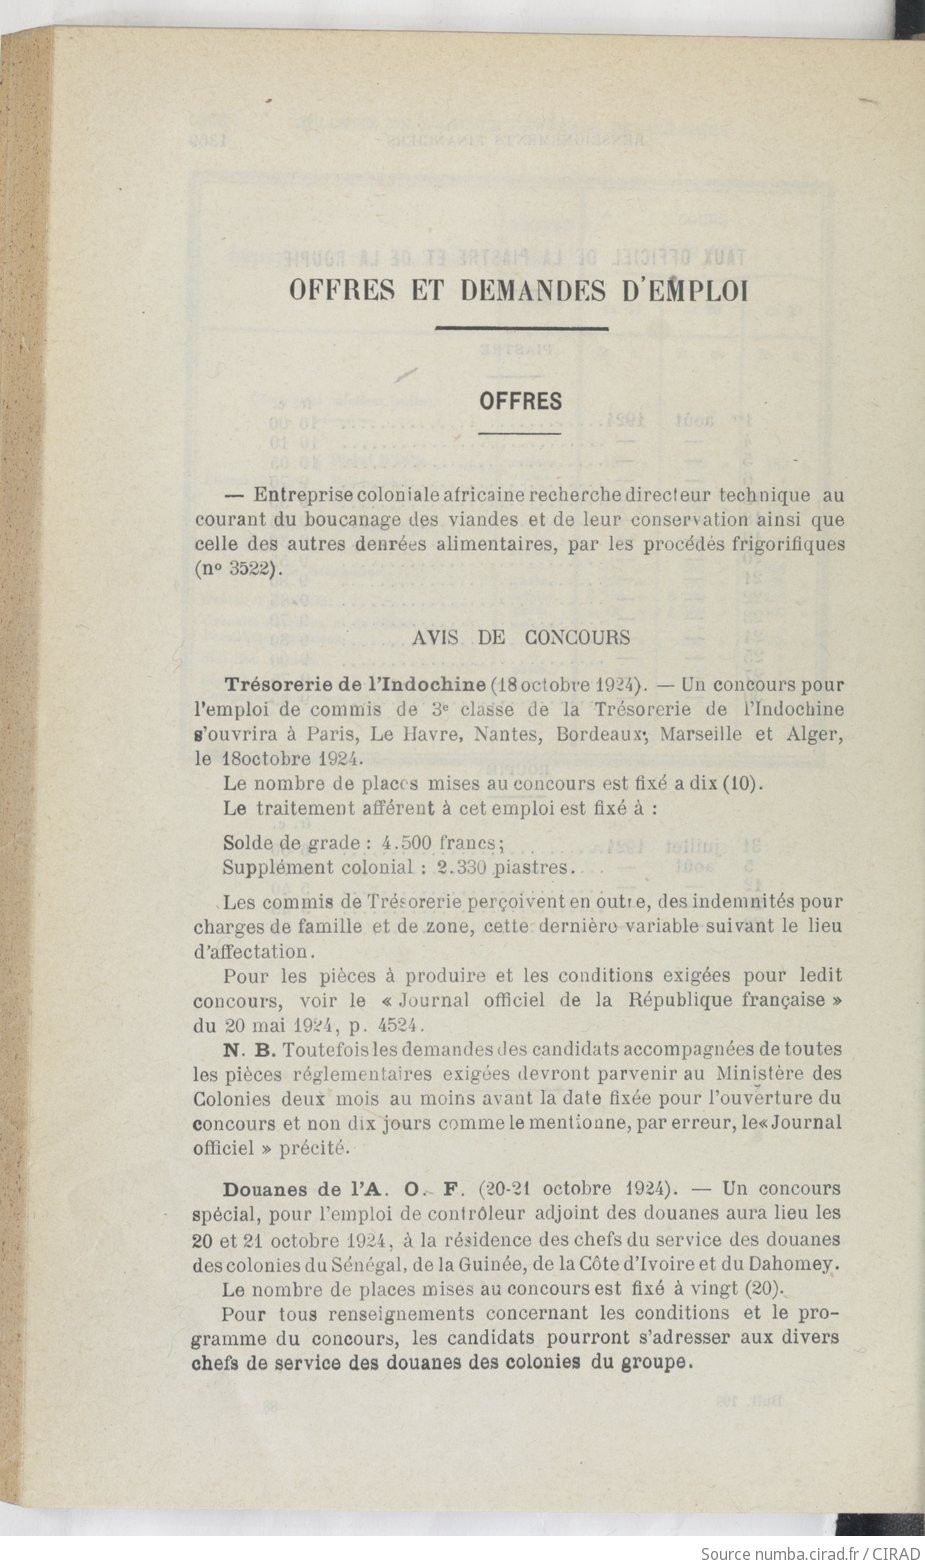 OFFRES ET DEMANDES D'EMPLOI
OFFRES
— Entreprise coloniale africaine recherche directeur technique au
courant du boucanage des viandes et de leur conservation ainsi que
celle des autres denrées alimentaires, par les procédés frigorifiques
(nº 3522).
AVIS DE CONCOURS
Trésorerie de l'Indochine (18 octobre 1924). — Un concours pour
l'emploi de commis de 3e classe de la Trésorerie de l'Indochine
s'ouvrira à Paris, Le Havre, Nantes, Bordeaux, Marseille et Alger,
le 18 octobre 1924.
Le nombre de places mises au concours est fixé a dix (10).
Le traitement afférent à cet emploi est fixé à :
Solde de grade : 4.500 francs;
Supplément colonial : 2.330 piastres.
Les commis de Trésorerie perçoivent en outre, des indemnités pour
charges de famille et de zone, cette dernière variable suivant le lieu
d'affectation.
Pour les pièces à produire et les conditions exigées pour ledit
concours, voir le « Journal officiel de la République française »
du 20 mai 1924, p. 4524.
N. B. Toutefois les demandes des candidats accompagnées de toutes
les pièces réglementaires exigées devront parvenir au Ministère des
Colonies deux mois au moins avant la date fixée pour l'ouverture du
concours et non dix jours comme le mentionne, par erreur, le « Journal
officiel » précité.
Douanes de l'A. O. F. (20-21 octobre 1924). — Un concours
spécial, pour l'emploi de contrôleur adjoint des douanes aura lieu les
20 et 21 octobre 1924, à la résidence des chefs du service des douanes
des colonies du Sénégal, de la Guinée, de la Côte d'Ivoire et du Dahomey.
Le nombre de places mises au concours est fixé à vingt (20).
Pour tous renseignements concernant les conditions et le pro-
gramme du concours, les candidats pourront s'adresser aux divers
chefs de service des douanes des colonies du groupe.
Source numba.cirad.fr / CIRAD